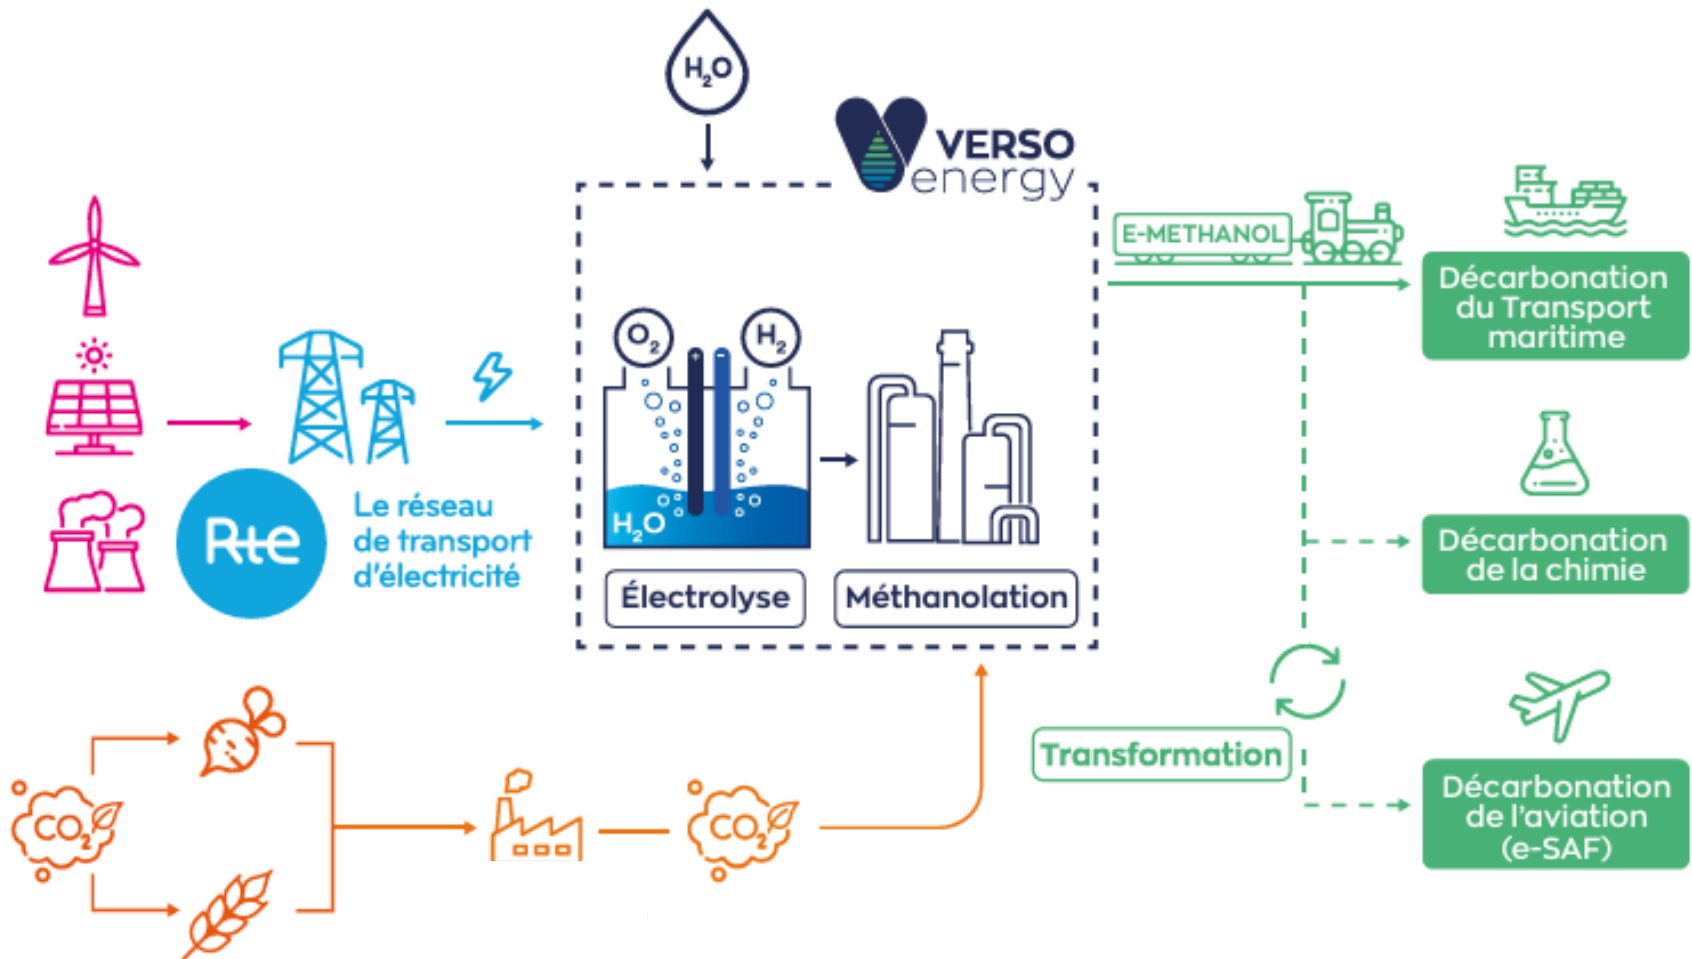 H₂O
VERSO
energy
E-METHANOL
Décarbonation
du Transport
maritime
O₂
H₂
+
-
H₂O
Rte
Le réseau
de transport
d'électricité
Électrolyse
Méthanolation
Décarbonation
de la chimie
Transformation
Décarbonation
de l'aviation
(e-SAF)
CO₂
CO₂